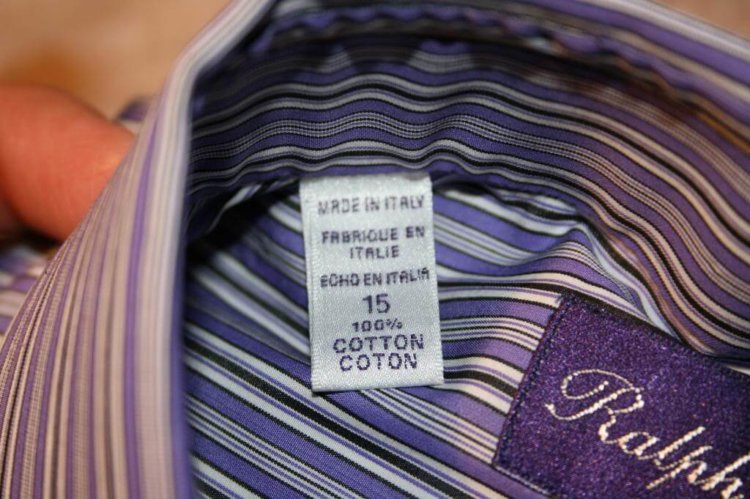 MADE IN ITALY
FABRIQUE EN
ITALIE
ECHO EN ITALIA
15
100%
COTTON
COTON
Ralph